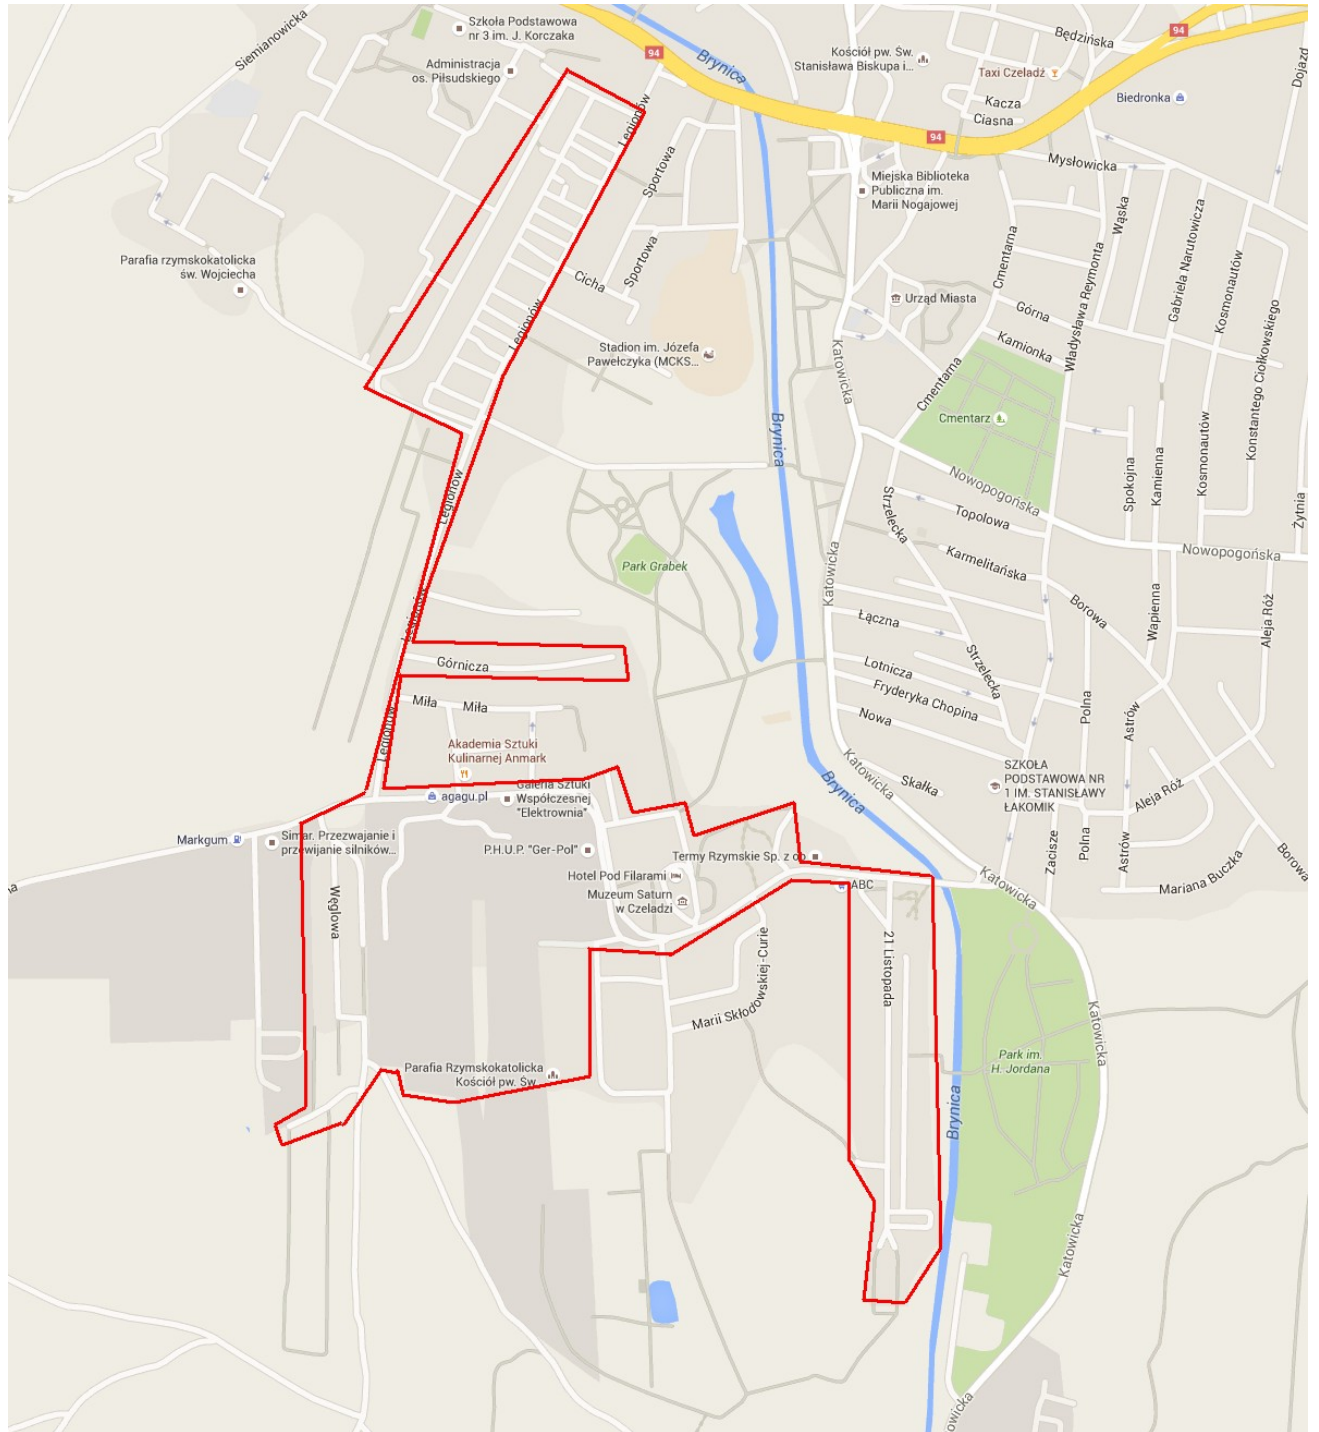 Szkoła Podstawowa
nr 3 im. J. Korczaka
Siemianowicka
94
Brynica
Kościół pw. Św.
Stanisława Biskupa i...
Będzińska
94
Dojazd
Administracja
os. Piłsudskiego
Taxi Czeladź
Biedronka
Kacza
Ciasna
Legionów
94
Mysłowicka
Sportowa
Miejska Biblioteka
Publiczna im.
Marii Nogajowej
Wąska
Gabriela Narutowicza
Kosmonautów
Cmentarna
Władysława Reymonta
Sportowa
Parafia rzymskokatolicka
św. Wojciecha
Cicha
Urząd Miasta
Górna
Konstantego Ciołkowskiego
Legionów
Kamionka
Stadion im. Józefa
Pawełczyka (MCKS...
Katowicka
Cmentarna
Cmentarz
Brynica
Kosmonautów
Kamienna
Spokojna
Nowopogońska
Legionów
Strzelecka
Topolowa
Żytnia
Karmelitańska
Nowopogońska
Park Grabek
Katowicka
Borowa
Wapienna
Aleja Róż
Legionów
Łączna
Strzelecka
Górnicza
Lotnicza
Fryderyka Chopina
Polna
Astrów
Miła
Miła
Nowa
Legionów
Akademia Sztuki
Kulinarnej Anmark
Katowicka
Skałka
SZKOŁA
PODSTAWOWA NR
1 IM. STANISŁAWY
ŁAKOMIK
Brynica
Galeria Sztuki
Współczesnej
"Elektrownia"
agagu.pl
Aleja Róż
Markgum
Simar. Przezwajanie i
przewijanie silników...
P.H.U.P. "Ger-Pol"
Termy Rzymskie Sp. z oo
Zacisze
Polna
Astrów
Borowa
Mariana Buczka
Hotel Pod Filarami
ABC
Katowicka
Muzeum Saturn
w Czeladzi
Węglowa
21 Listopada
Marii Skłodowskiej-Curie
Katowicka
Parafia Rzymskokatolicka
Kościół pw. Św
Park im.
H. Jordana
Brynica
Katowicka
owicka